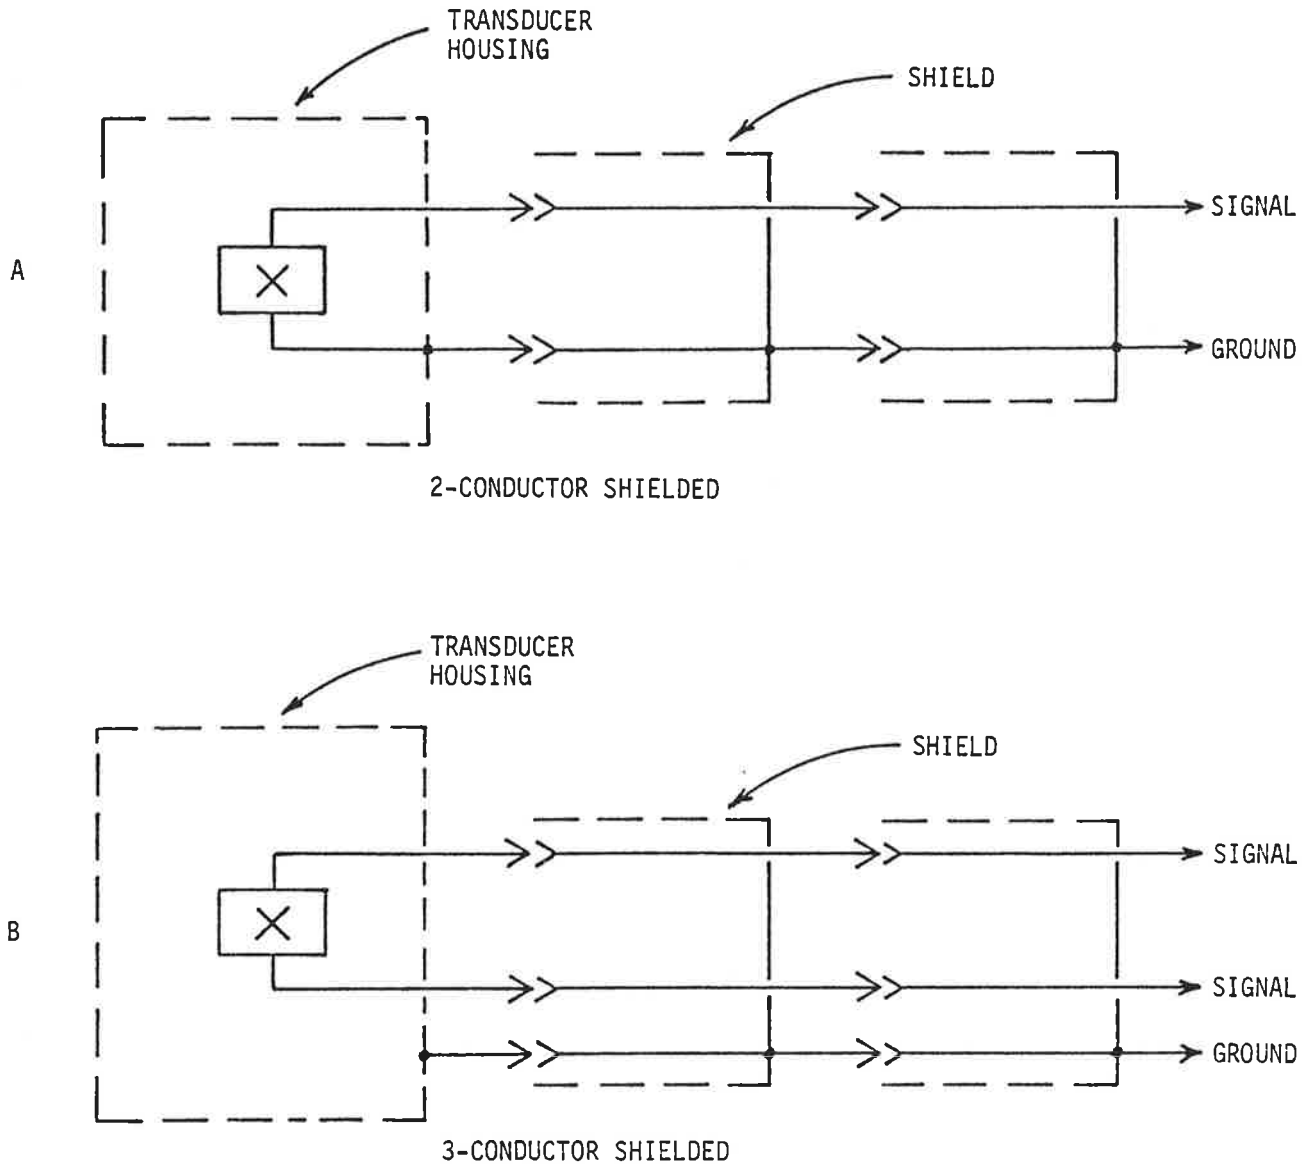 TRANSDUCER
HOUSING
SHIELD
SIGNAL
A
GROUND
2-CONDUCTOR SHIELDED
TRANSDUCER
HOUSING
SHIELD
SIGNAL
B
SIGNAL
GROUND
3-CONDUCTOR SHIELDED